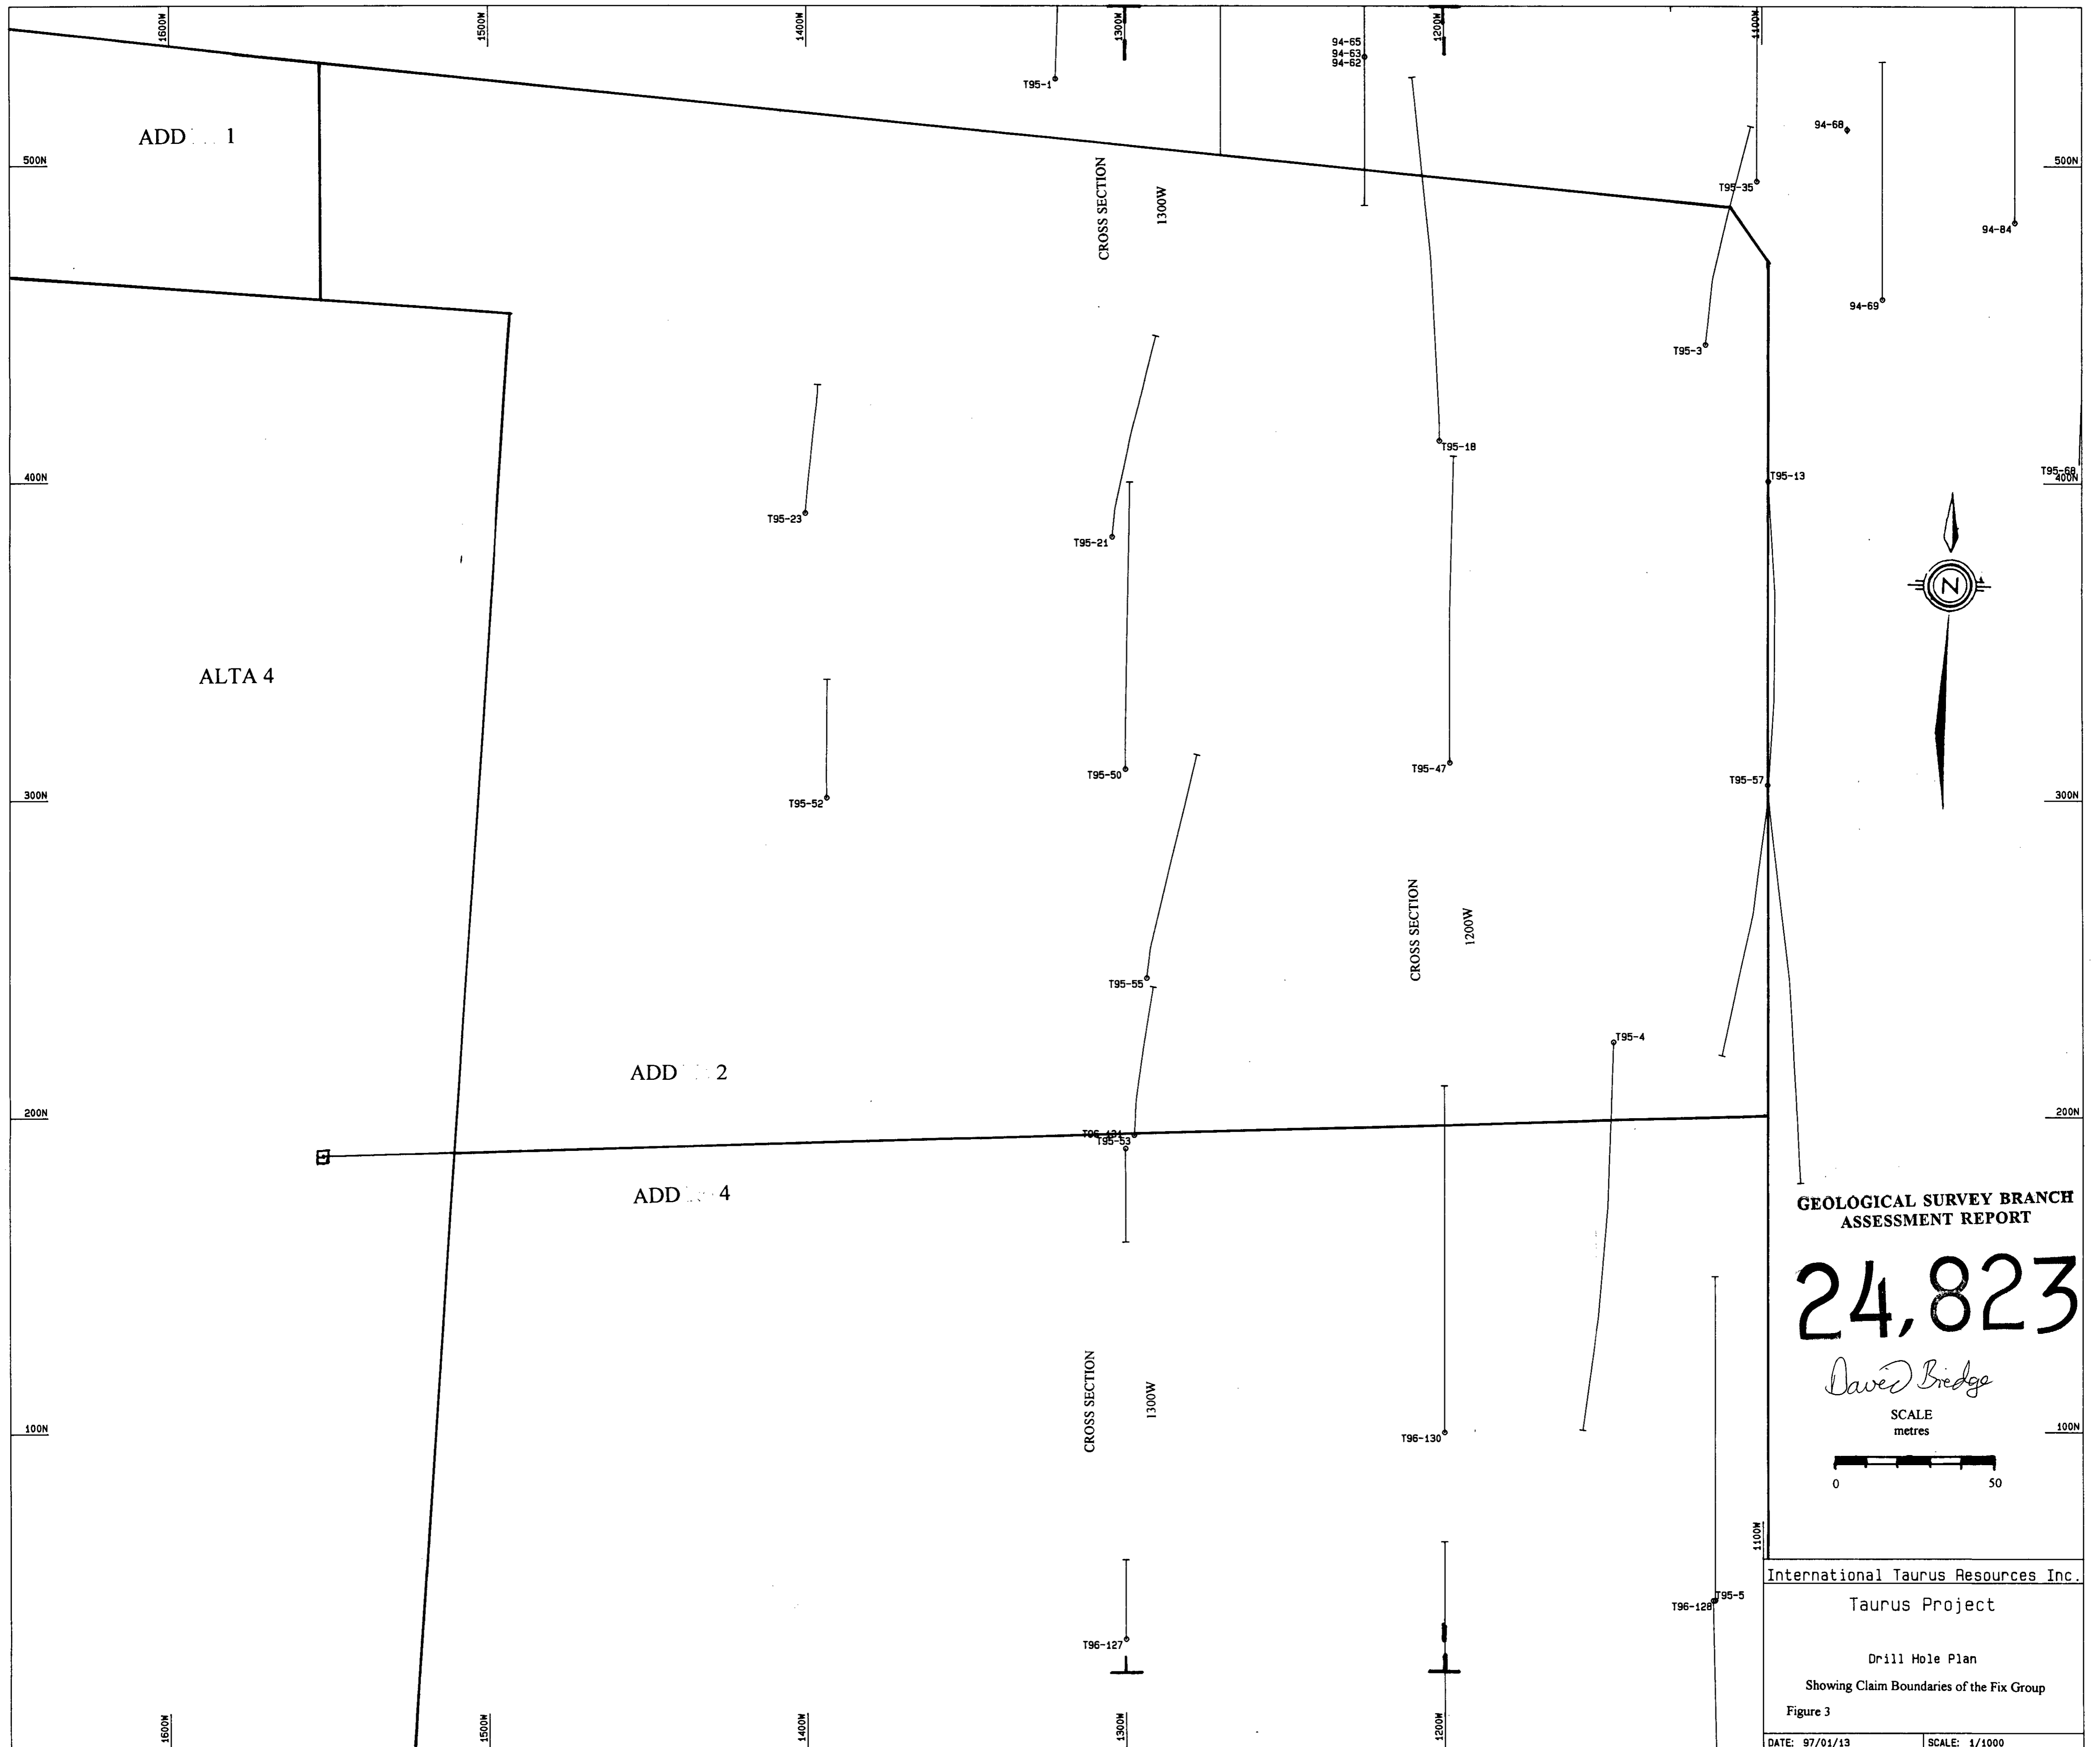 1600W
1500W
1400W
1300W
1200W
1100W
94-65
94-63
94-62
T95-1
ADD 1
94-68
500N
500N
T95-35
CROSS SECTION
1300W
94-84
94-69
T95-3
T95-18
T95-68
400N
400N
T95-13
T95-23
T95-21
N
ALTA 4
T95-50
T95-47
T95-57
300N
300N
T95-52
CROSS SECTION
1200W
T95-55
T95-4
ADD 2
200N
200N
T96-131
T95-53
ADD 4
GEOLOGICAL SURVEY BRANCH
ASSESSMENT REPORT
24,823
David Bridge
CROSS SECTION
1300W
SCALE
metres
0 50
100N
100N
T96-130
1100W
International Taurus Resources Inc.
T95-5
T96-128
Taurus Project
T96-127
Drill Hole Plan
Showing Claim Boundaries of the Fix Group
Figure 3
1600W
1500W
1400W
1300W
1200W
DATE: 97/01/13
SCALE: 1/1000